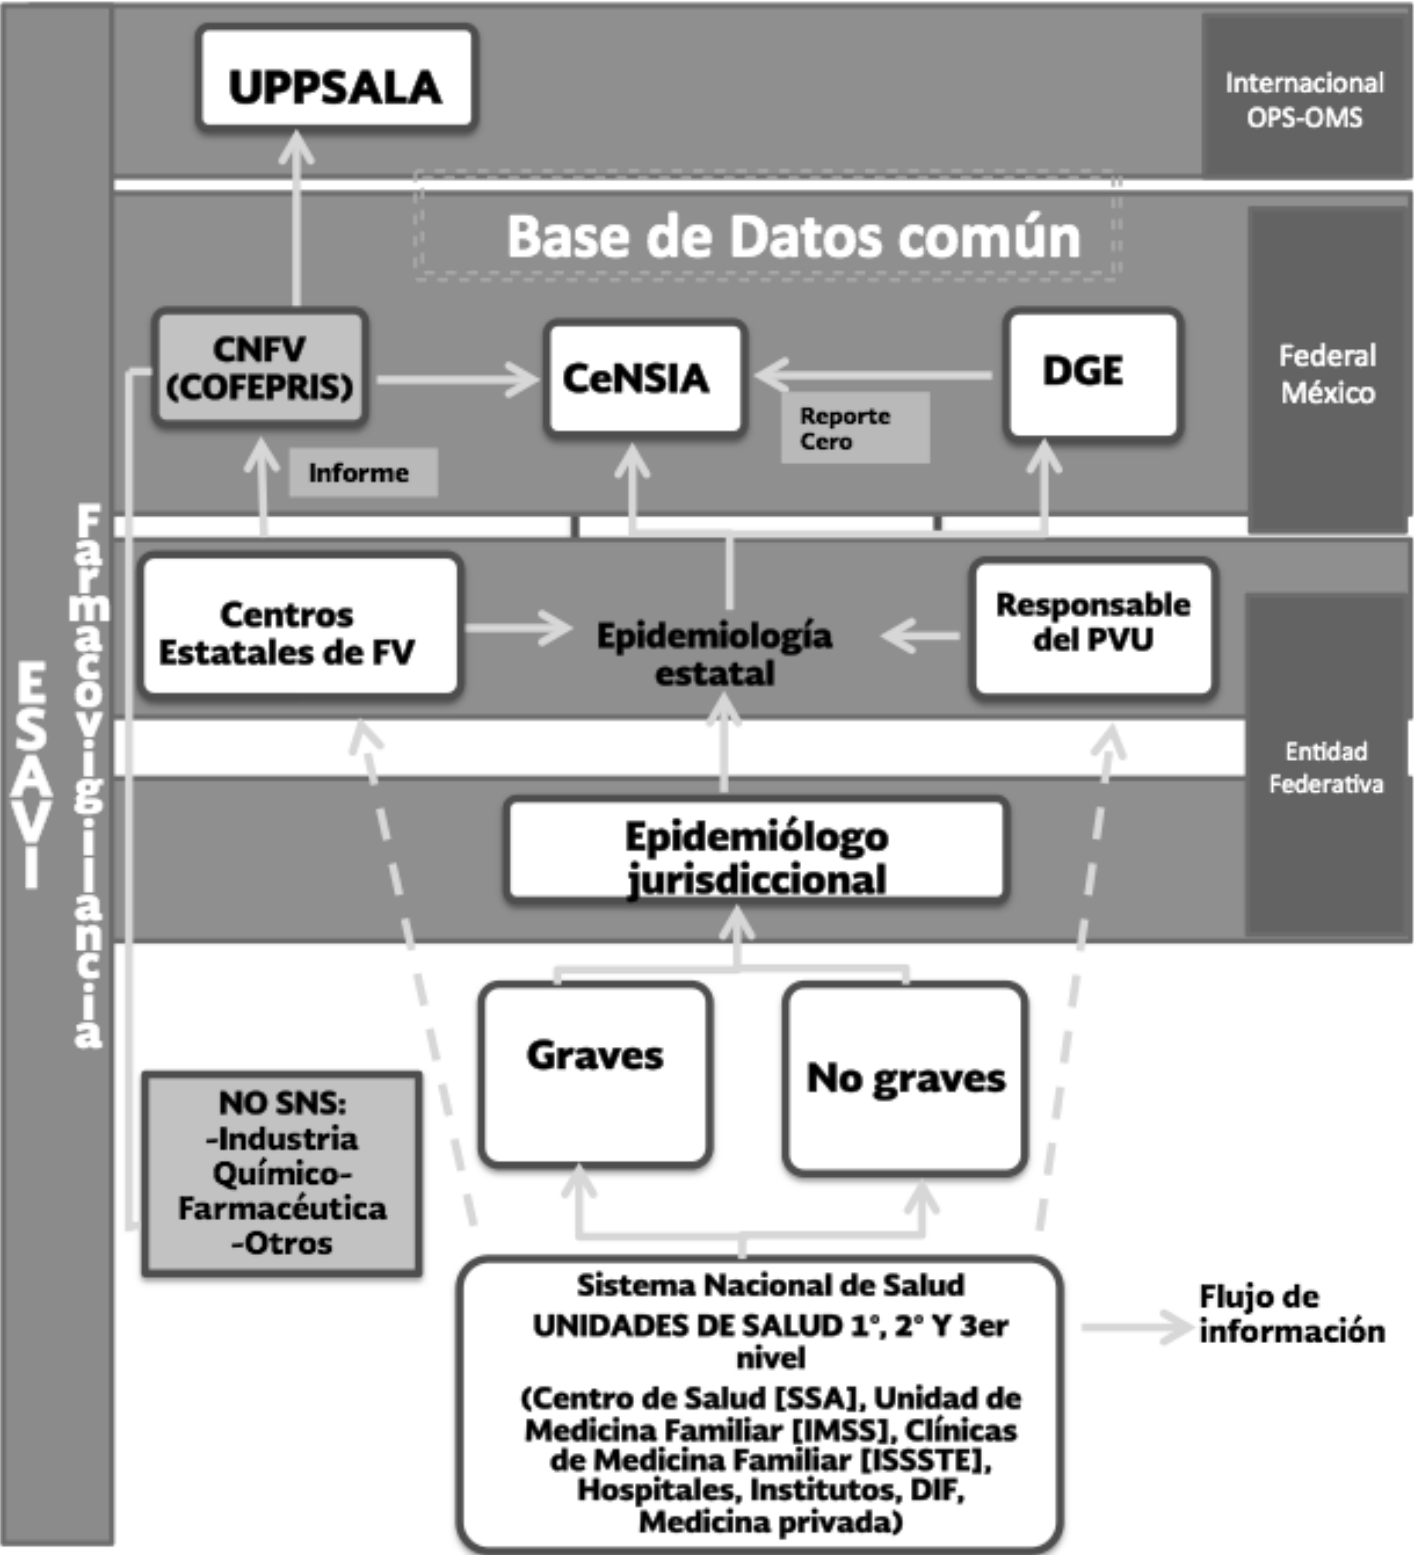 UPPSALA
Internacional
OPS-OMS
Base de Datos común
CNFV
(COFEPRIS)
CeNSIA
DGE
Federal
México
Reporte
Cero
Informe
Centros
Estatales de FV
Epidemiología
estatal
Responsable
del PVU
Entidad
Federativa
ESAVI
Farmacovigilancia
Epidemiólogo
jurisdiccional
Graves
No graves
NO SNS:
-Industria
Químico-
Farmacéutica
-Otros
Sistema Nacional de Salud
UNIDADES DE SALUD 1°, 2° Y 3er
nivel
(Centro de Salud [SSA], Unidad de
Medicina Familiar [IMSS], Clínicas
de Medicina Familiar [ISSSTE],
Hospitales, Institutos, DIF,
Medicina privada)
Flujo de
información